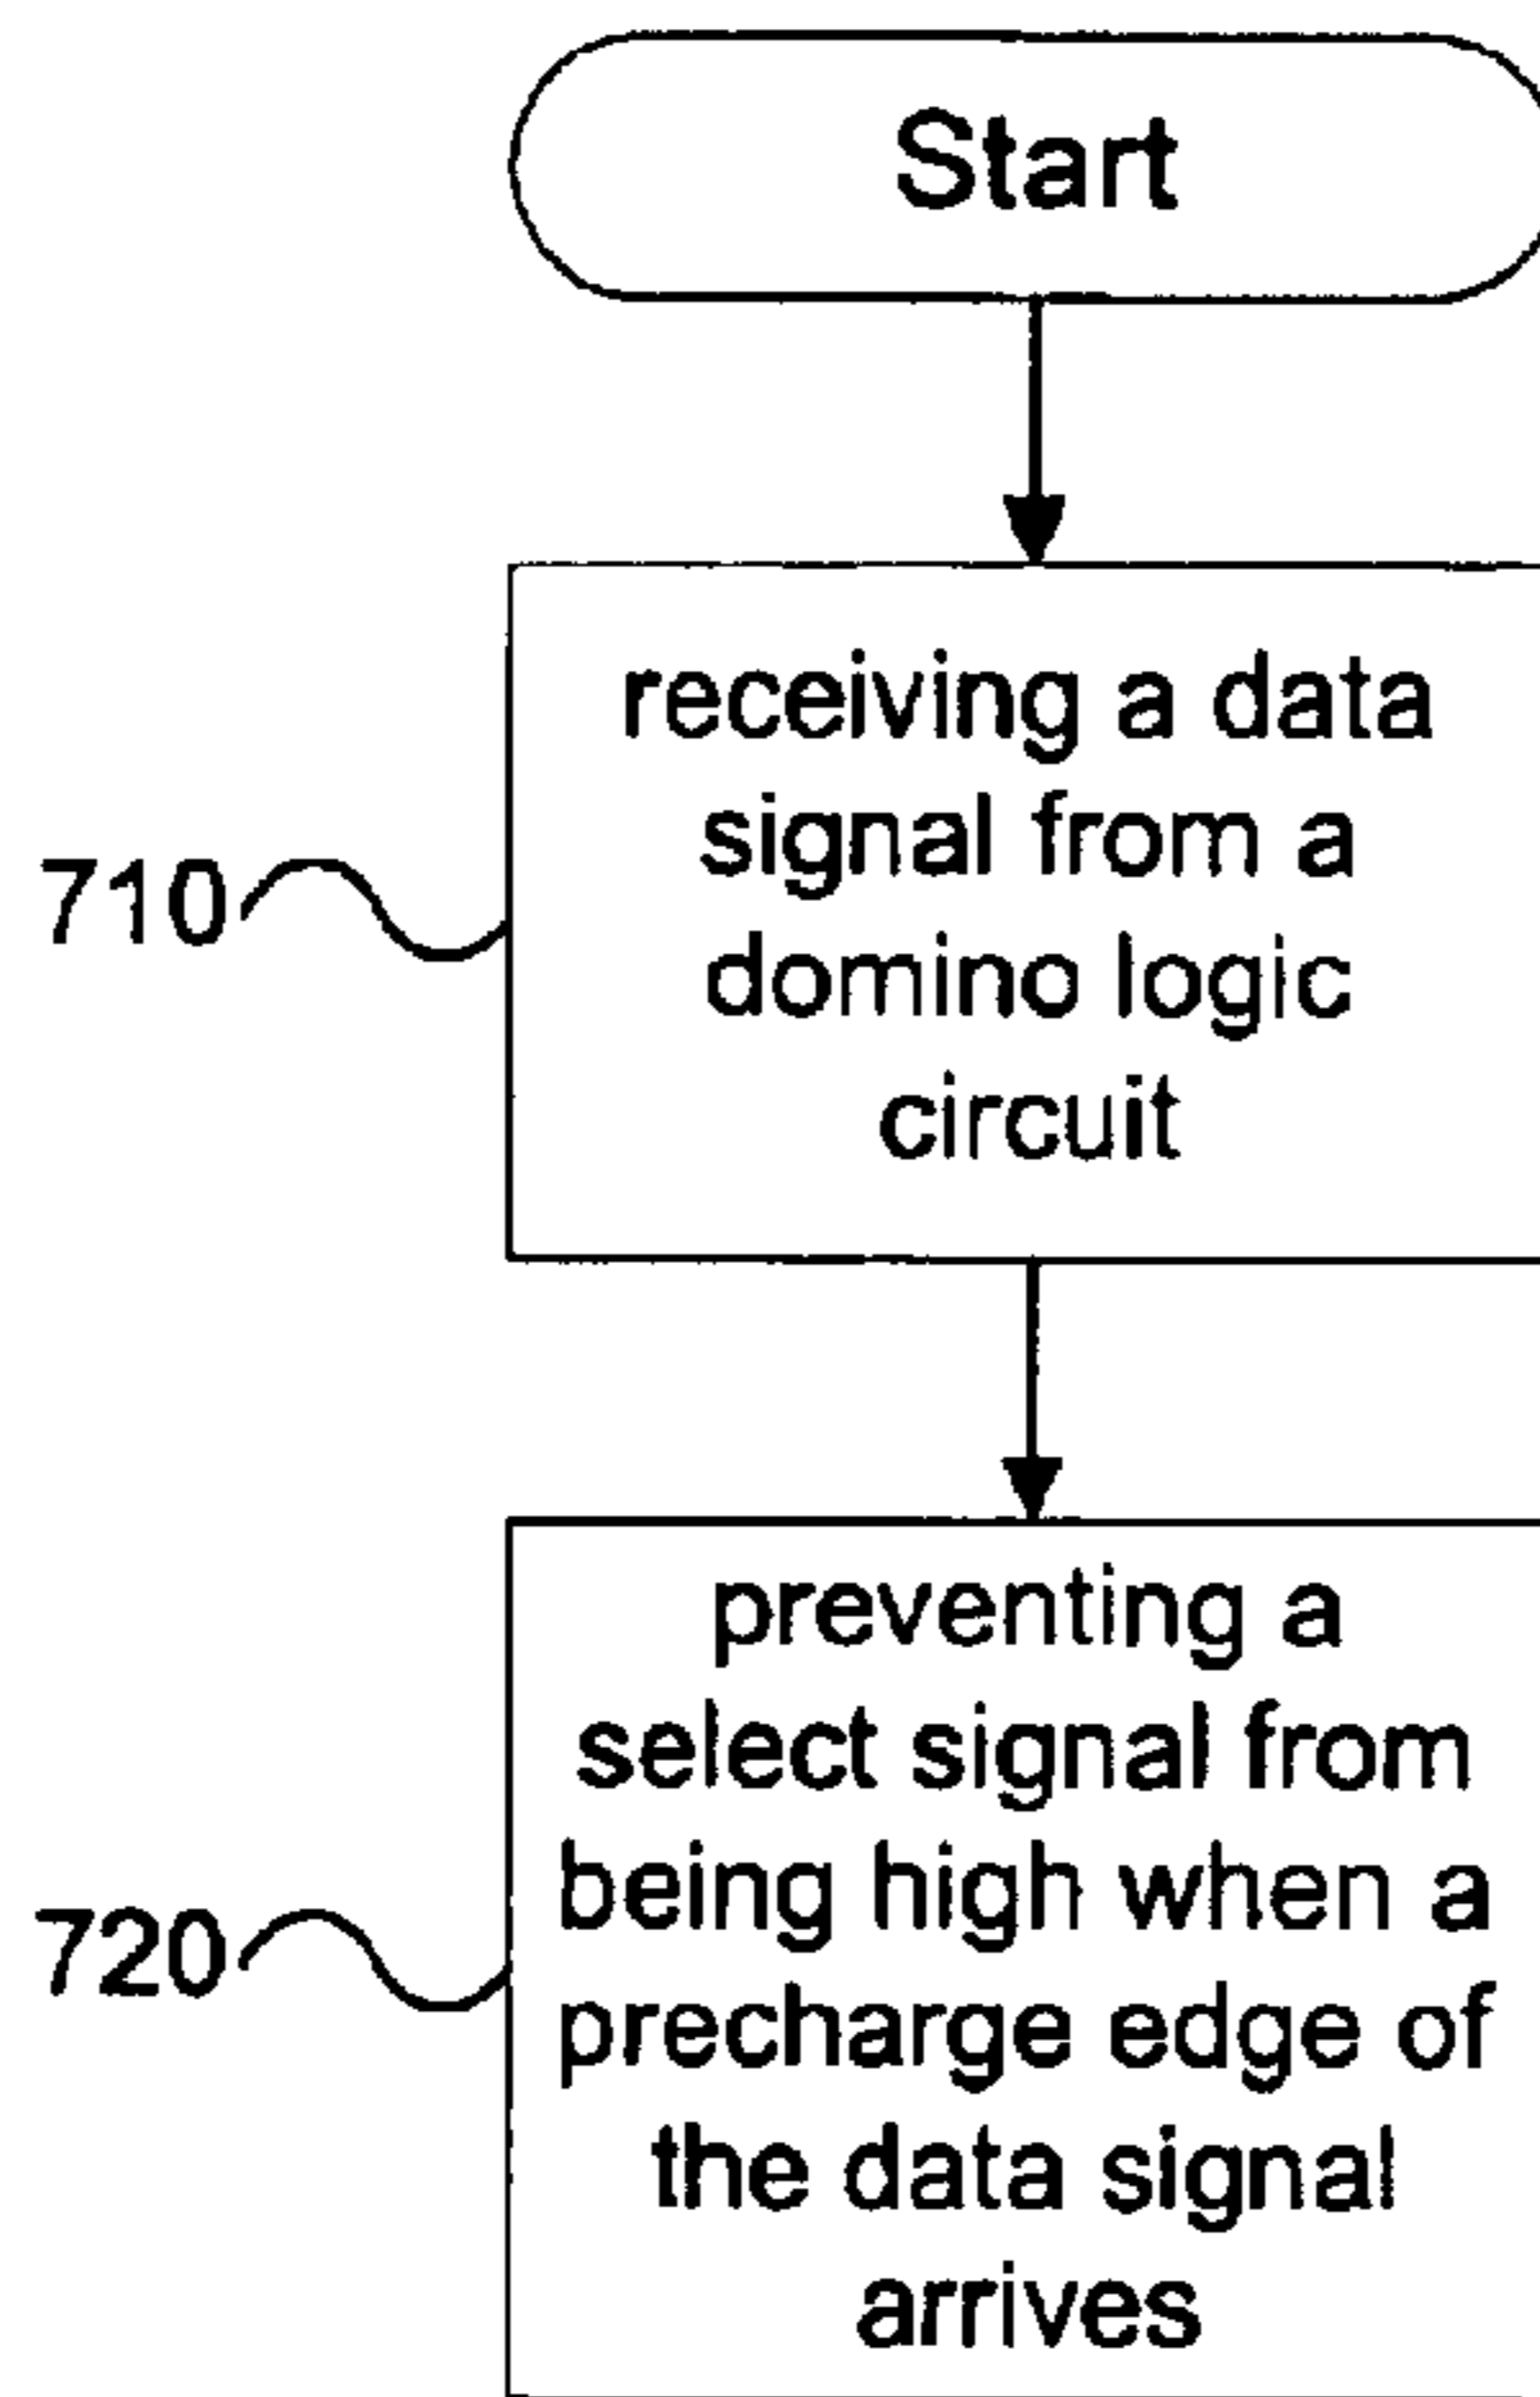 Start
receiving a data
signal from a
domino logic
circuit
710
preventing a
select signal from
being high when a
precharge edge of
the data signal
arrives
720